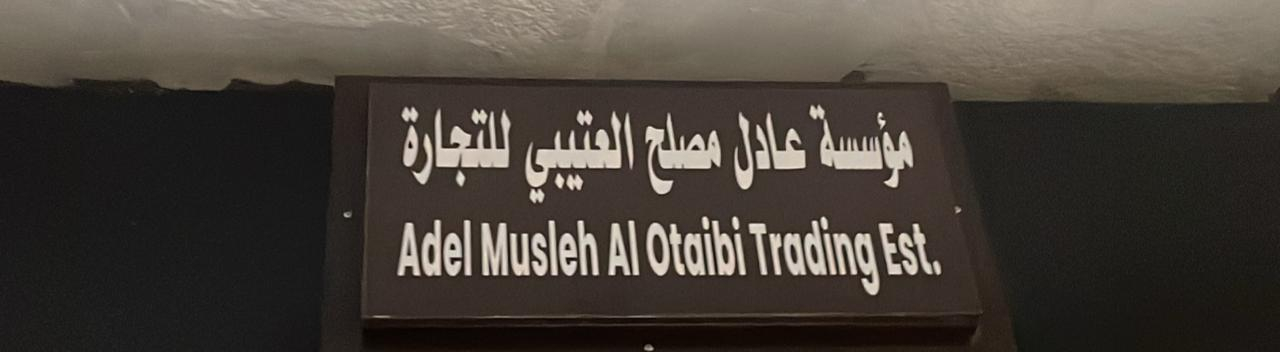 مؤسسة عادل مصلح العتيبي للتجارة
Adel Musleh Al Otaibi Trading Est.